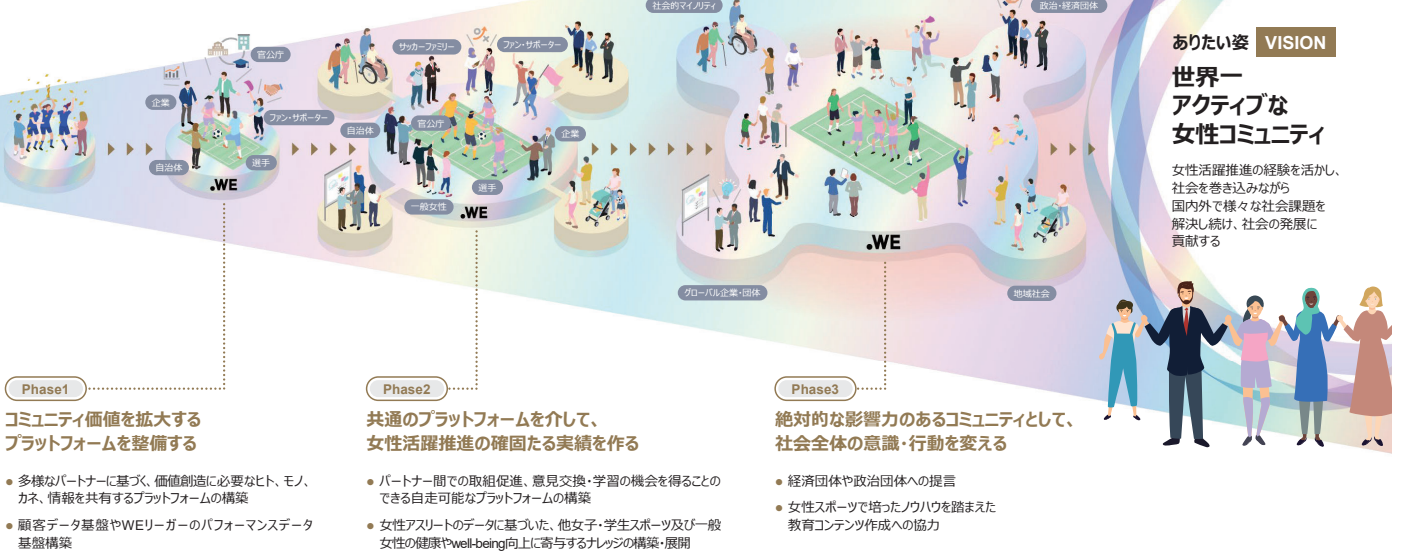 社会的マイノリティ
政治・経済団体
官公庁
サッカーファミリー
ファン・サポーター
企業
ファン・サポーター
自治体
選手
.WE
自治体
官公庁
企業
選手
一般女性
.WE
.WE
グローバル企業・団体
地域社会
ありたい姿 VISION
世界一
アクティブな
女性コミュニティ
女性活躍推進の経験を活かし、
社会を巻き込みながら
国内外で様々な社会課題を
解決し続け、社会の発展に
貢献する
Phase1
コミュニティ価値を拡大する
プラットフォームを整備する
● 多様なパートナーに基づく、価値創造に必要なヒト、モノ、
カネ、情報を共有するプラットフォームの構築
● 顧客データ基盤やWEリーガーのパフォーマンスデータ
基盤構築
Phase2
共通のプラットフォームを介して、
女性活躍推進の確固たる実績を作る
● パートナー間での取組促進、意見交換・学習の機会を得ることの
できる自走可能なプラットフォームの構築
● 女性アスリートのデータに基づいた、他女子・学生スポーツ及び一般
女性の健康やwell-being向上に寄与するナレッジの構築・展開
Phase3
絶対的な影響力のあるコミュニティとして、
社会全体の意識・行動を変える
● 経済団体や政治団体への提言
● 女性スポーツで培ったノウハウを踏まえた
教育コンテンツ作成への協力